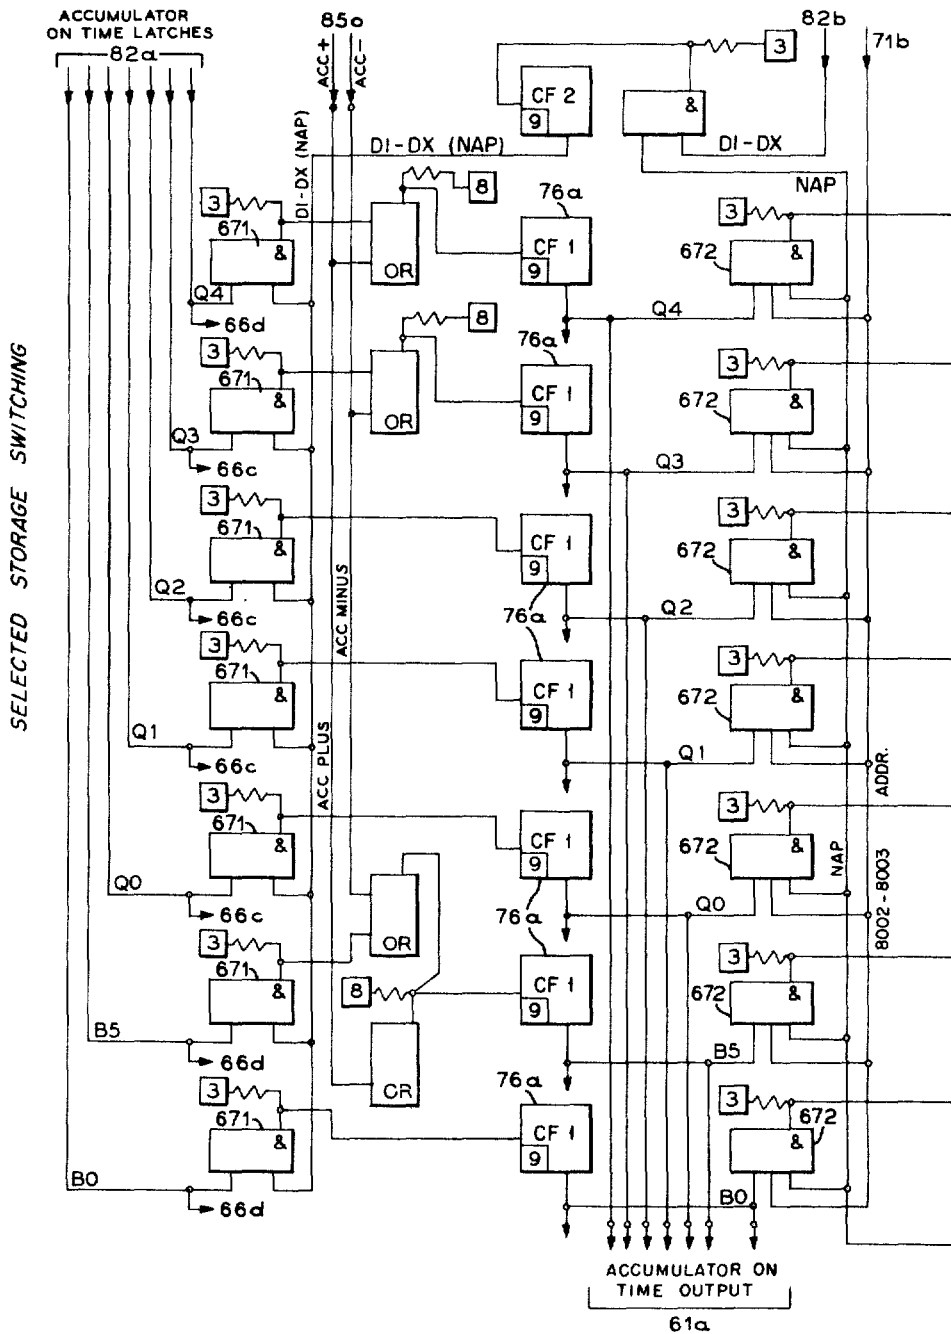 ACCUMULATOR
ON TIME LATCHES
82a
85o
ACC+
ACC-
82b
71b
3
CF 2
9
&
DI-DX
DI-DX (NAP)
DI-DX (NAP)
NAP
SELECTED STORAGE SWITCHING
3
671
&
Q4
66d
OR
8
76a
CF 1
9
Q4
3
672
&
3
671
&
Q3
66c
OR
8
76a
CF 1
9
Q3
3
672
&
3
671
&
Q2
66c
ACC MINUS
CF 1
9
76a
Q2
3
672
&
3
671
&
Q1
66c
ACC PLUS
CF 1
9
Q1
3
672
&
ADDR.
3
671
&
Q0
66c
OR
CF 1
9
76a
Q0
3
672
&
NAP
8002-8003
3
671
&
B5
66d
8
OR
CF 1
9
B5
3
672
&
3
671
&
B0
66d
76a
CF 1
9
B0
3
672
&
ACCUMULATOR ON
TIME OUTPUT
61a